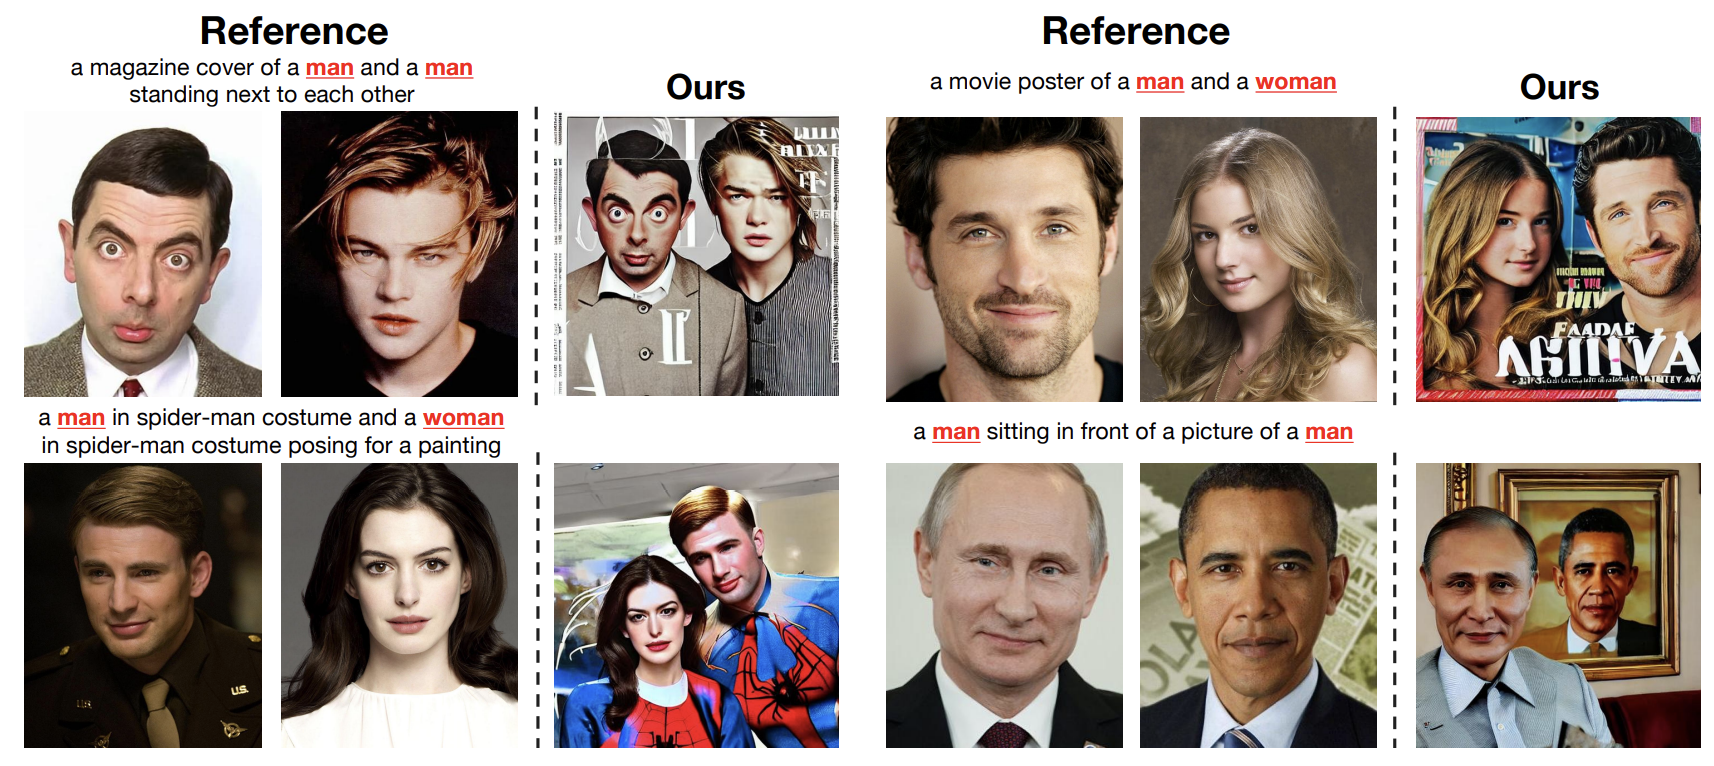 Reference
a magazine cover of a man and a man
standing next to each other
Ours
a man in spider-man costume and a woman
in spider-man costume posing for a painting
U.S.
Reference
a movie poster of a man and a woman
Ours
FAADAF
a man sitting in front of a picture of a man
OLA